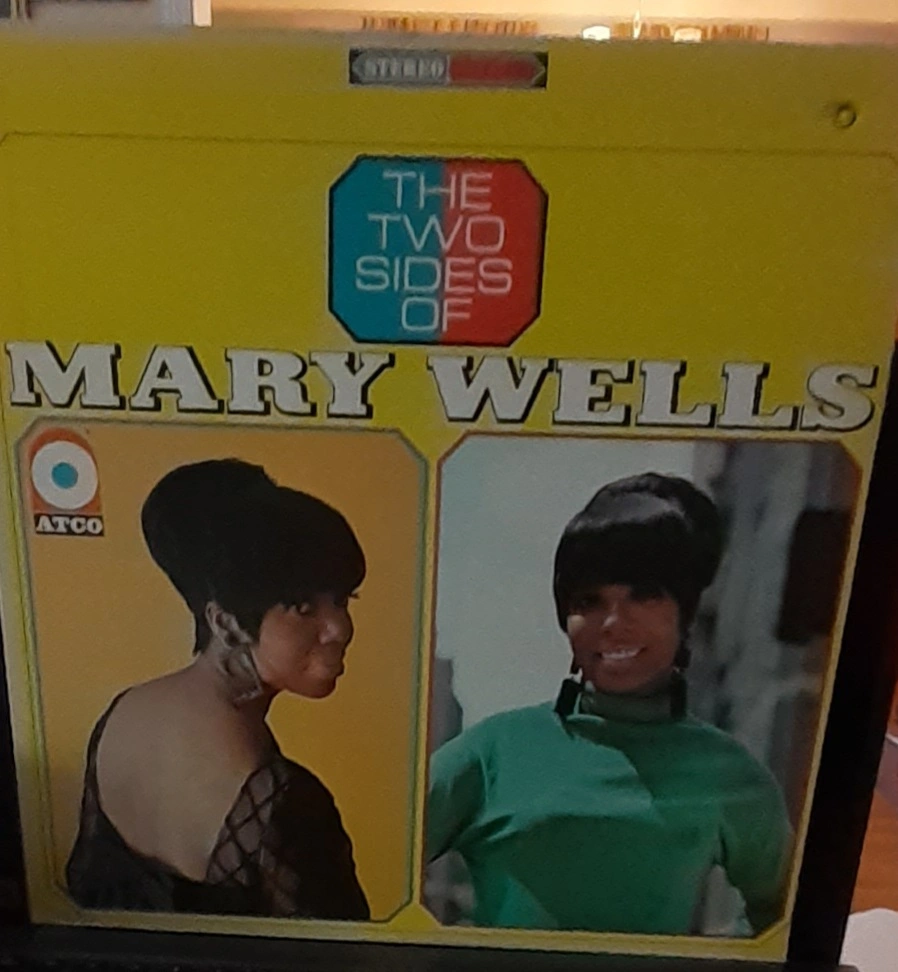 STEREO
THE
TWO
SIDES
OF
MARY WELLS
ATCO